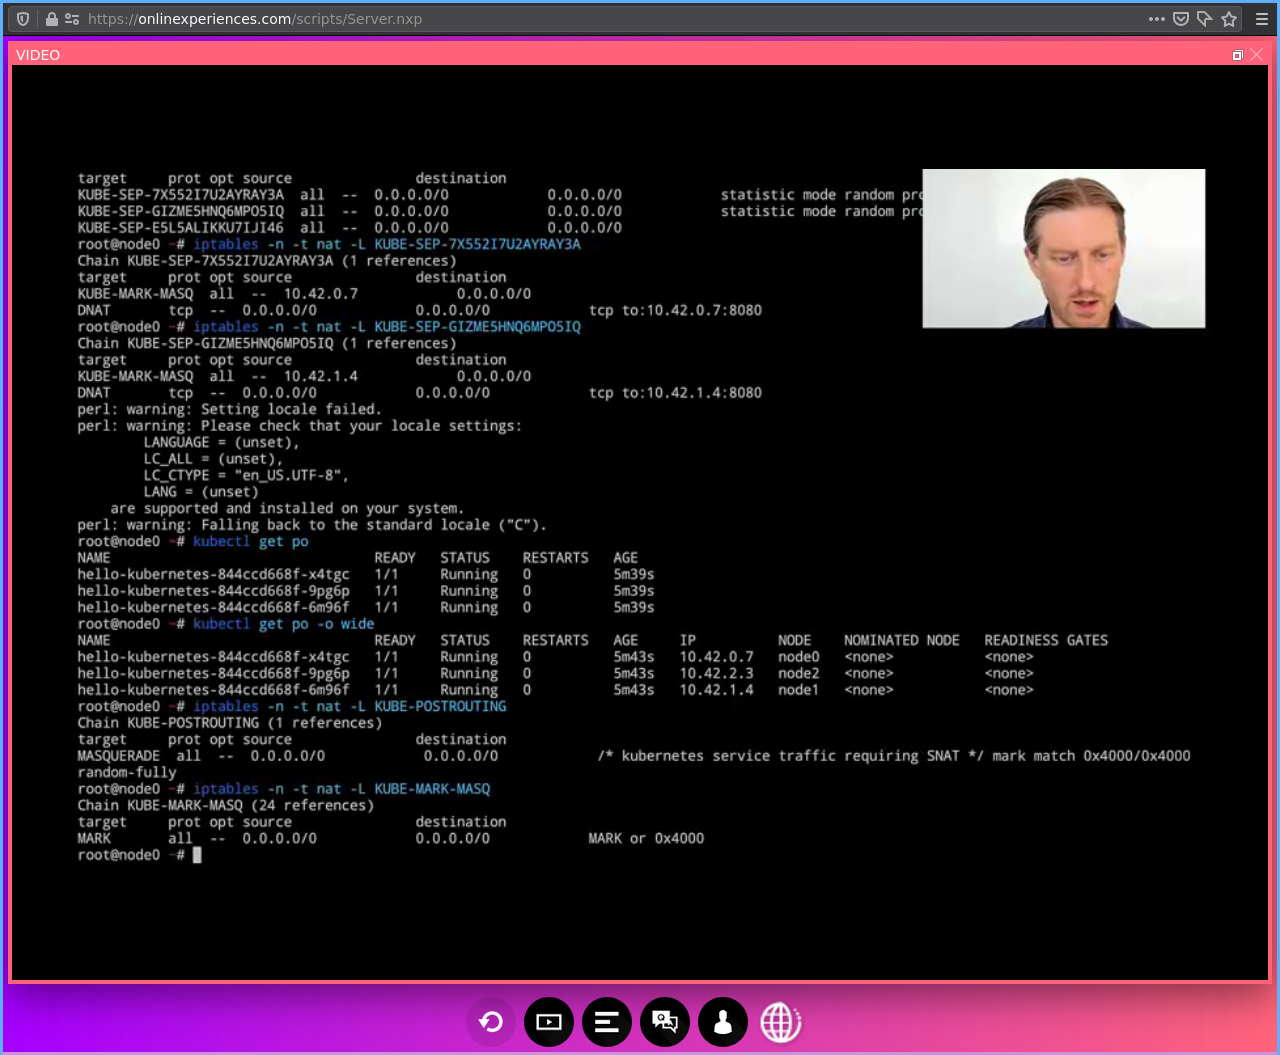 https://onlinexperiences.com/scripts/Server.nxp
VIDEO
target     prot opt source               destination
KUBE-SEP-7X552I7U2AYRAY3A  all  --  0.0.0.0/0            0.0.0.0/0            statistic mode random pro
KUBE-SEP-GIZME5HNQ6MPO5IQ  all  --  0.0.0.0/0            0.0.0.0/0            statistic mode random pro
KUBE-SEP-E5L5ALIKKU7IJI46  all  --  0.0.0.0/0            0.0.0.0/0
root@node0 ~# iptables -n -t nat -L KUBE-SEP-7X552I7U2AYRAY3A
Chain KUBE-SEP-7X552I7U2AYRAY3A (1 references)
target     prot opt source               destination
KUBE-MARK-MASQ  all  --  10.42.0.7            0.0.0.0/0
DNAT       tcp  --  0.0.0.0/0            0.0.0.0/0            tcp to:10.42.0.7:8080
root@node0 ~# iptables -n -t nat -L KUBE-SEP-GIZME5HNQ6MPO5IQ
Chain KUBE-SEP-GIZME5HNQ6MPO5IQ (1 references)
target     prot opt source               destination
KUBE-MARK-MASQ  all  --  10.42.1.4            0.0.0.0/0
DNAT       tcp  --  0.0.0.0/0            0.0.0.0/0            tcp to:10.42.1.4:8080
perl: warning: Setting locale failed.
perl: warning: Please check that your locale settings:
        LANGUAGE = (unset),
        LC_ALL = (unset),
        LC_CTYPE = "en_US.UTF-8",
        LANG = (unset)
    are supported and installed on your system.
perl: warning: Falling back to the standard locale ("C").
root@node0 ~# kubectl get po
NAME                                READY   STATUS    RESTARTS   AGE
hello-kubernetes-844ccd668f-x4tgc   1/1     Running   0          5m39s
hello-kubernetes-844ccd668f-9pg6p   1/1     Running   0          5m39s
hello-kubernetes-844ccd668f-6m96f   1/1     Running   0          5m39s
root@node0 ~# kubectl get po -o wide
NAME                                READY   STATUS    RESTARTS   AGE     IP          NODE    NOMINATED NODE   READINESS GATES
hello-kubernetes-844ccd668f-x4tgc   1/1     Running   0          5m43s   10.42.0.7   node0   <none>           <none>
hello-kubernetes-844ccd668f-9pg6p   1/1     Running   0          5m43s   10.42.2.3   node2   <none>           <none>
hello-kubernetes-844ccd668f-6m96f   1/1     Running   0          5m43s   10.42.1.4   node1   <none>           <none>
root@node0 ~# iptables -n -t nat -L KUBE-POSTROUTING
Chain KUBE-POSTROUTING (1 references)
target     prot opt source               destination
MASQUERADE  all  --  0.0.0.0/0            0.0.0.0/0            /* kubernetes service traffic requiring SNAT */ mark match 0x4000/0x4000
random-fully
root@node0 ~# iptables -n -t nat -L KUBE-MARK-MASQ
Chain KUBE-MARK-MASQ (24 references)
target     prot opt source               destination
MARK       all  --  0.0.0.0/0            0.0.0.0/0            MARK or 0x4000
root@node0 ~#